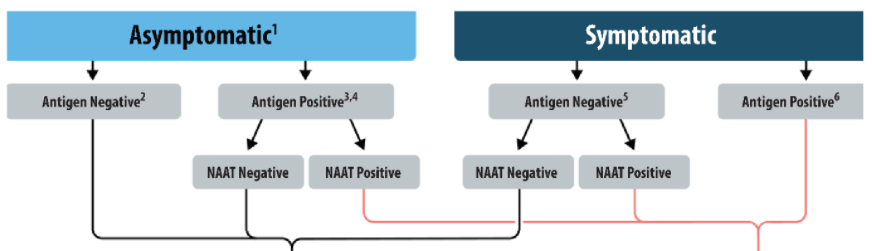 Asymptomatic¹ Symptomatic
Antigen Negative² Antigen Positive³,⁴ Antigen Negative⁵ Antigen Positive⁶
NAAT Negative NAAT Positive NAAT Negative NAAT Positive